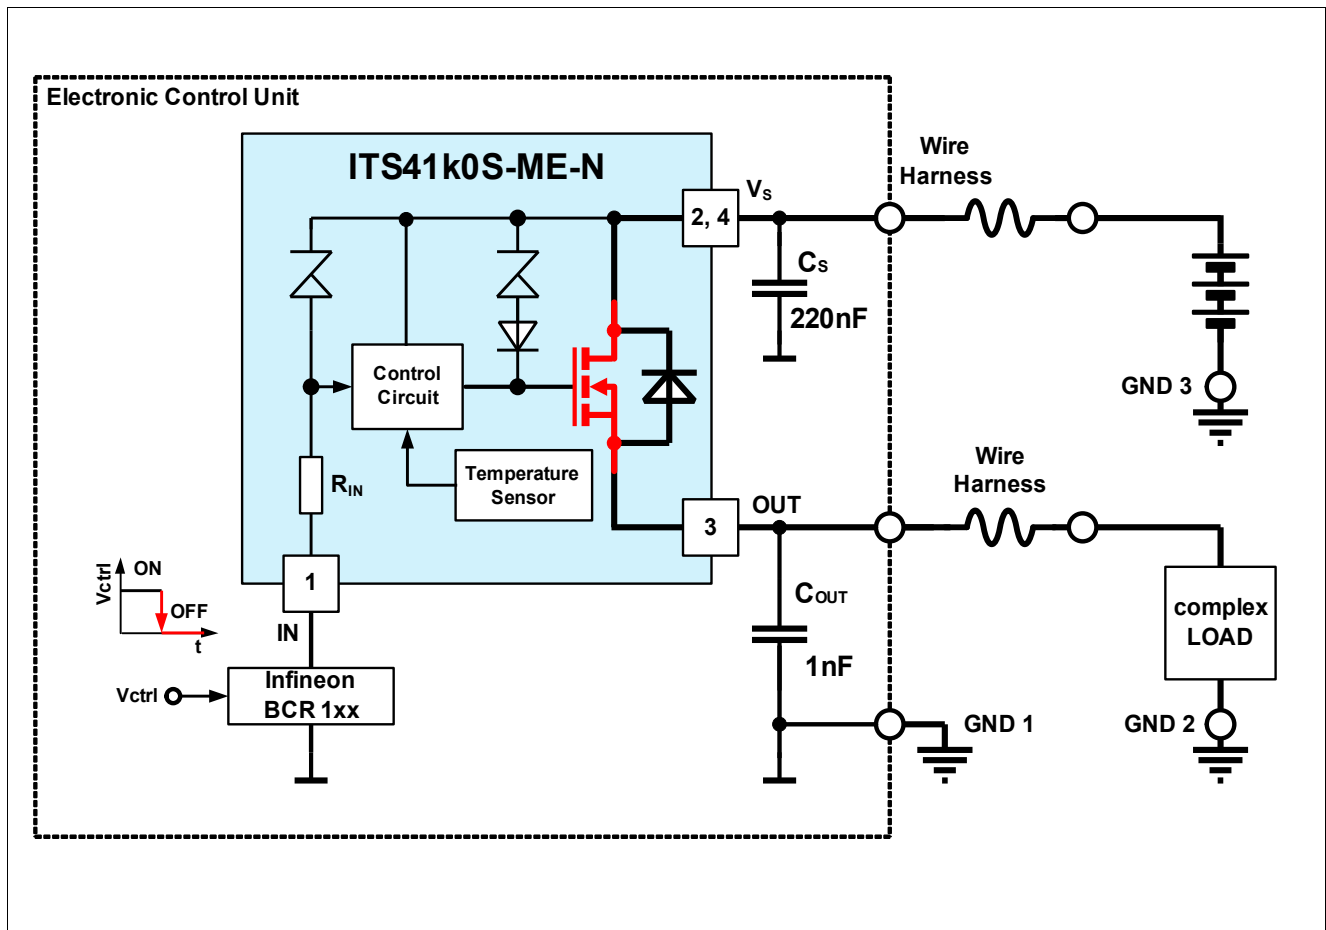 Electronic Control Unit
ITS41k0S-ME-N
Wire
Harness
VS
2, 4
CS
220nF
Control
Circuit
GND 3
Temperature
Sensor
RIN
Wire
Harness
OUT
3
Vctrl
ON
OFF
t
1
IN
COUT
1nF
complex
LOAD
Vctrl
Infineon
BCR 1xx
GND 1
GND 2